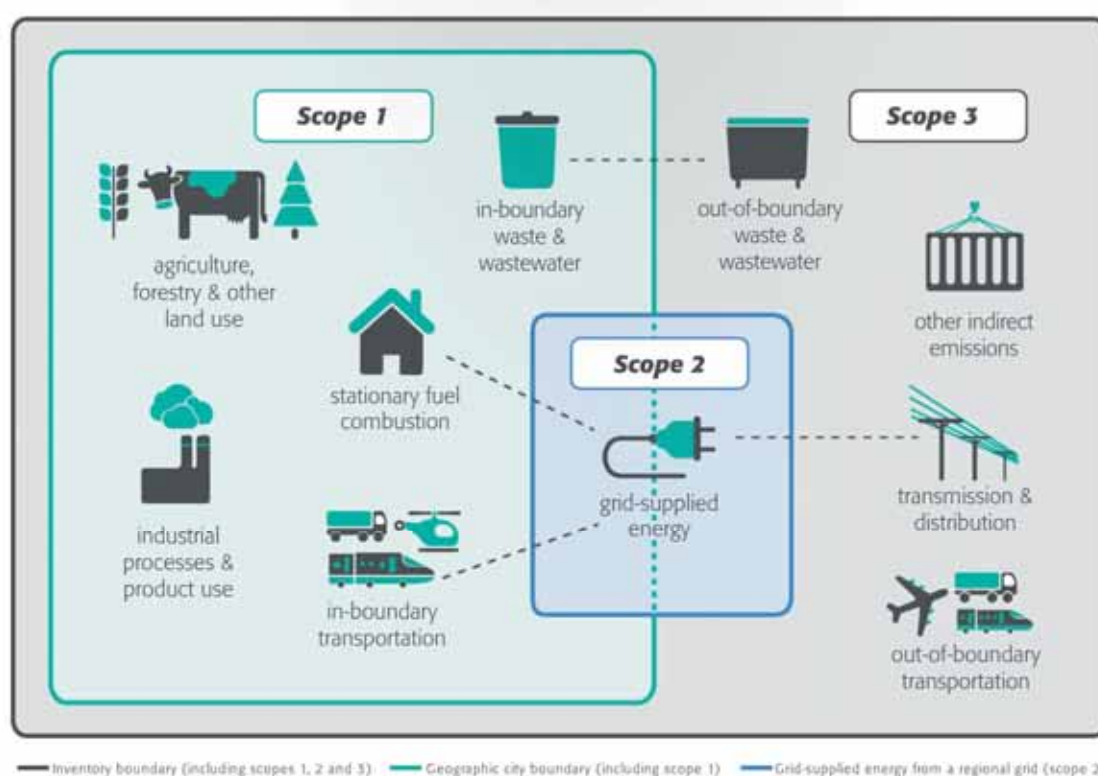 Scope 1
Scope 3
in-boundary
waste &
wastewater
out-of-boundary
waste &
wastewater
agriculture,
forestry & other
land use
other indirect
emissions
Scope 2
stationary fuel
combustion
grid-supplied
energy
transmission &
distribution
industrial
processes &
product use
in-boundary
transportation
out-of-boundary
transportation
Inventory boundary (including scopes 1, 2 and 3) Geographic city boundary (including scope 1) Grid-supplied energy from a regional grid (scope 2